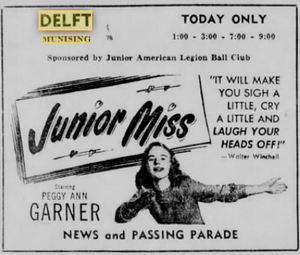 DELFT
MUNISING
TODAY ONLY
1:00 - 3:00 - 7:00 - 9:00
Sponsored by Junior American Legion Ball Club
"IT WILL MAKE
YOU SIGH A
LITTLE, CRY
A LITTLE AND
LAUGH YOUR
HEADS OFF!"
—Walter Winchell
Junior Miss
Starring
PEGGY ANN
GARNER
NEWS and PASSING PARADE